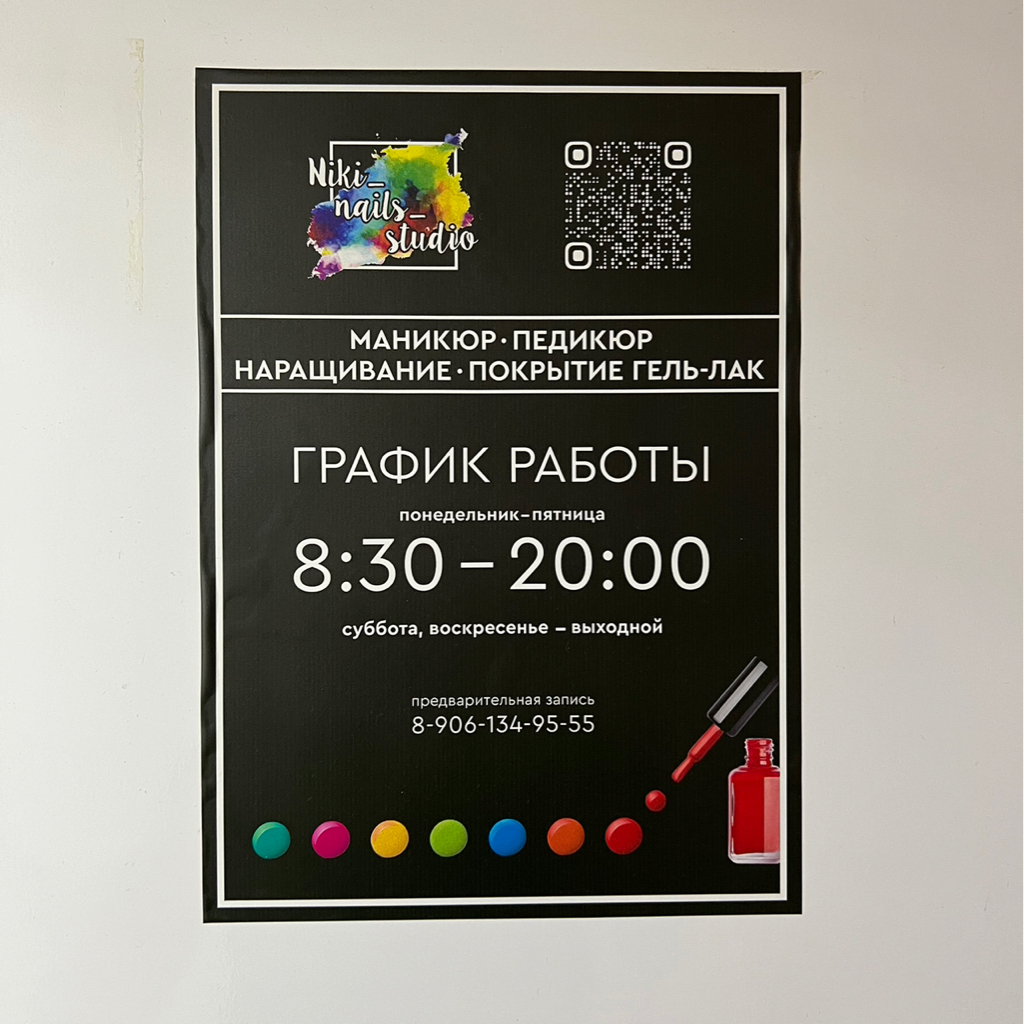 Niki_
nails_
studio
МАНИКЮР · ПЕДИКЮР
НАРАЩИВАНИЕ · ПОКРЫТИЕ ГЕЛЬ-ЛАК
ГРАФИК РАБОТЫ
понедельник–пятница
8:30 – 20:00
суббота, воскресенье – выходной
предварительная запись
8-906-134-95-55